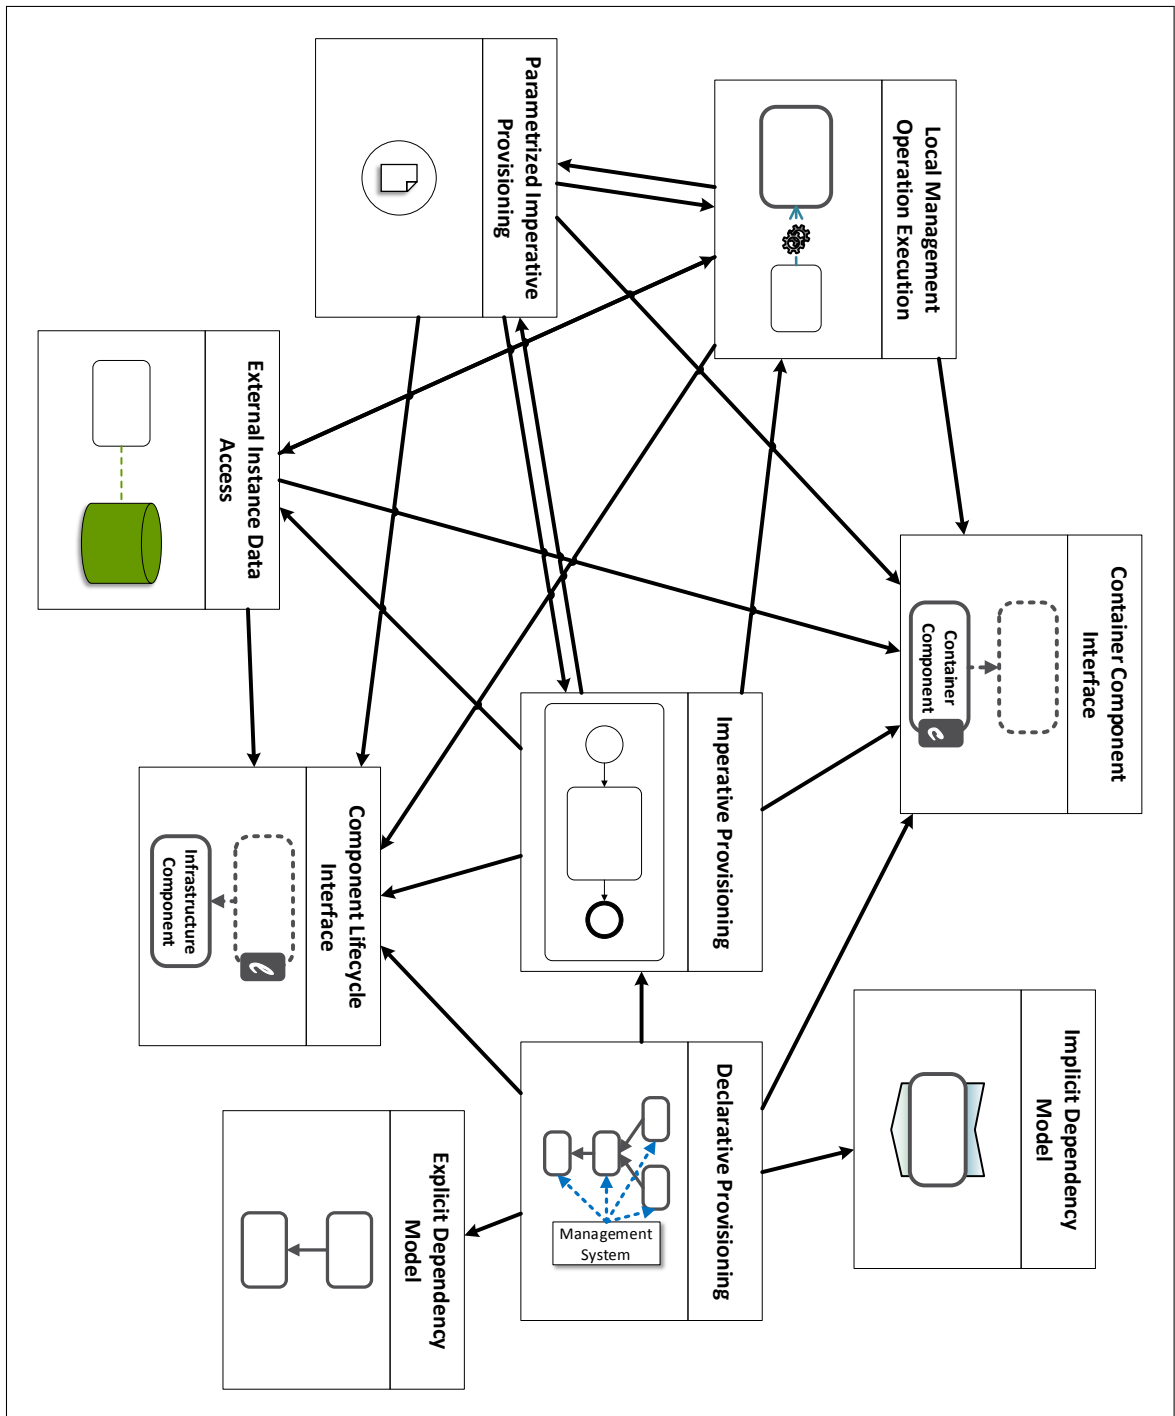 Parametrized Imperative
Provisioning
Local Management
Operation Execution
External Instance Data
Access
Container Component
Interface
Container
Component
c
Imperative Provisioning
Component Lifecycle
Interface
Infrastructure
Component
l
Declarative Provisioning
Management
System
Implicit Dependency
Model
Explicit Dependency
Model